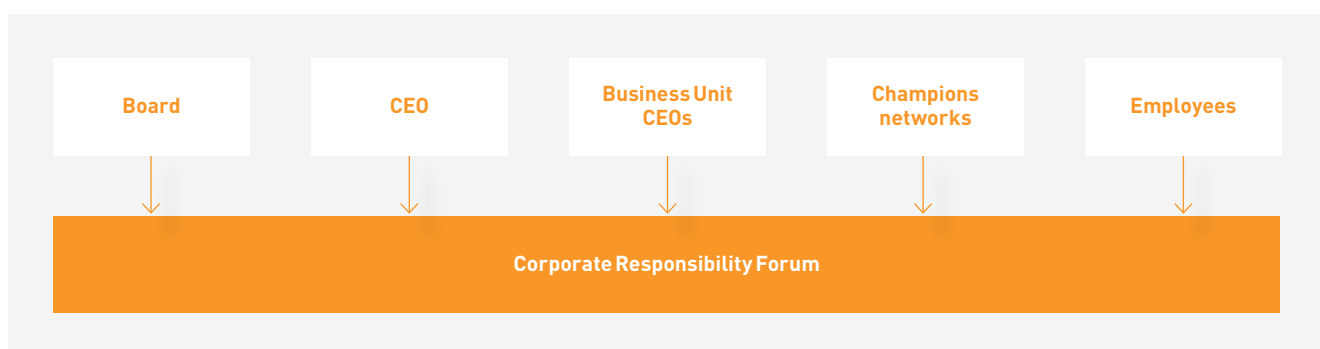 Board
CEO
Business Unit
CEOs
Champions
networks
Employees
Corporate Responsibility Forum